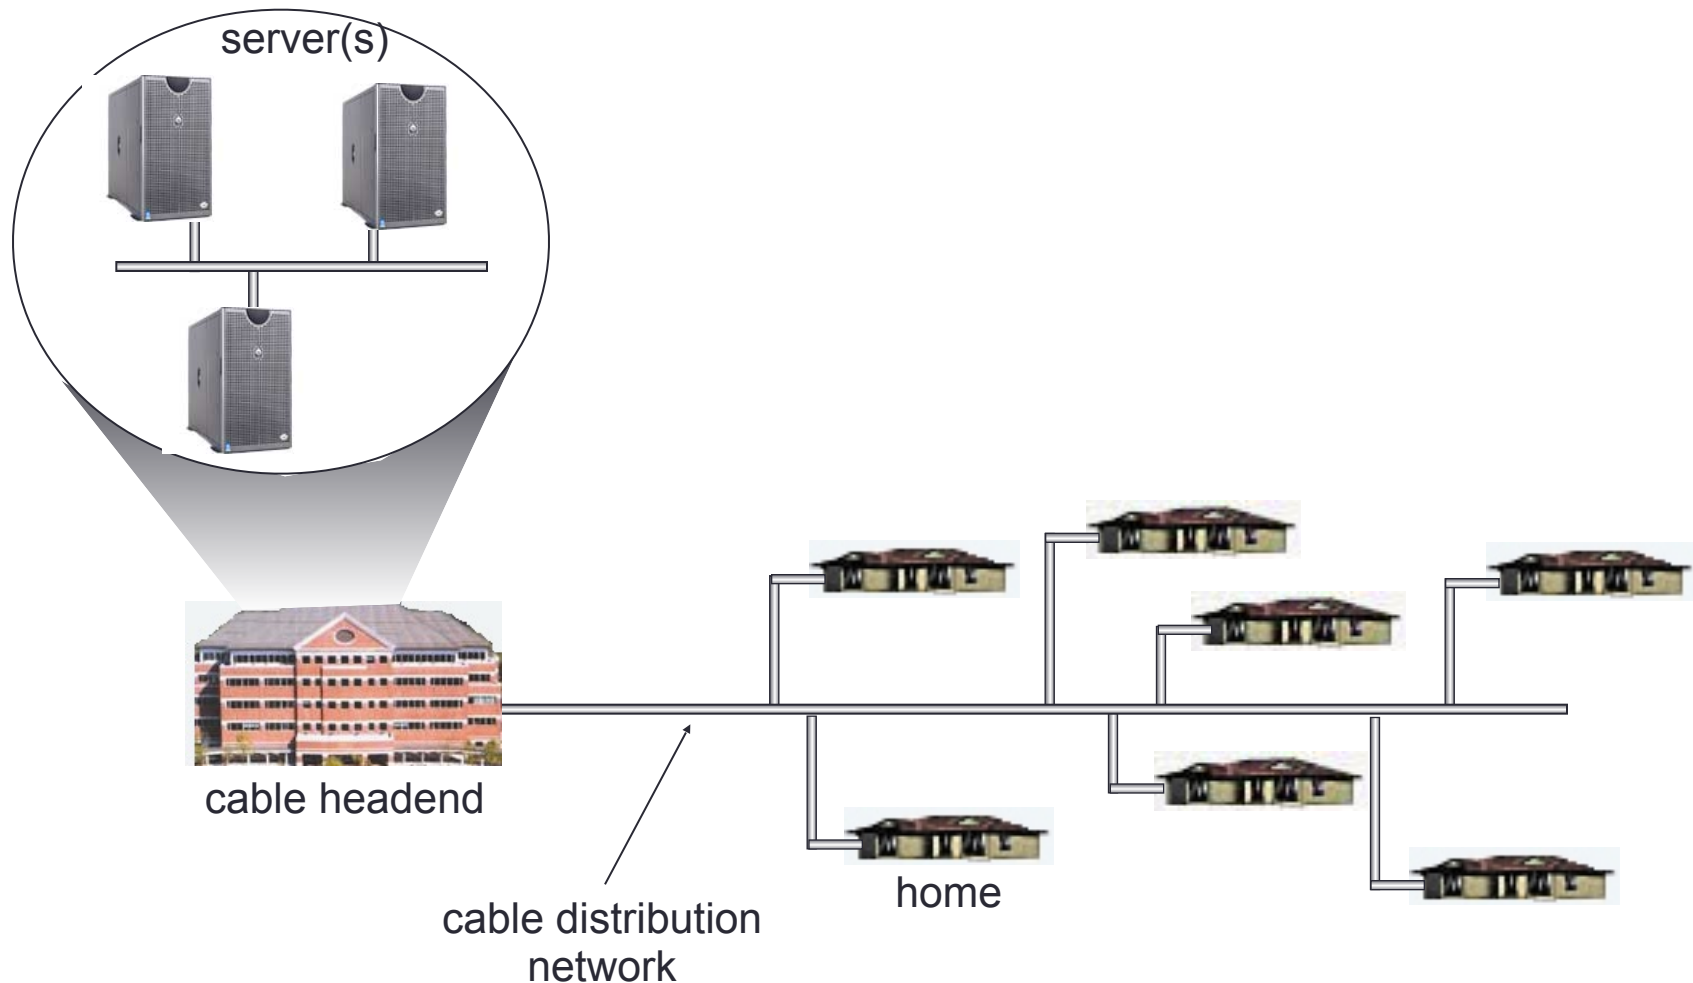 server(s)
cable headend
home
cable distribution
network